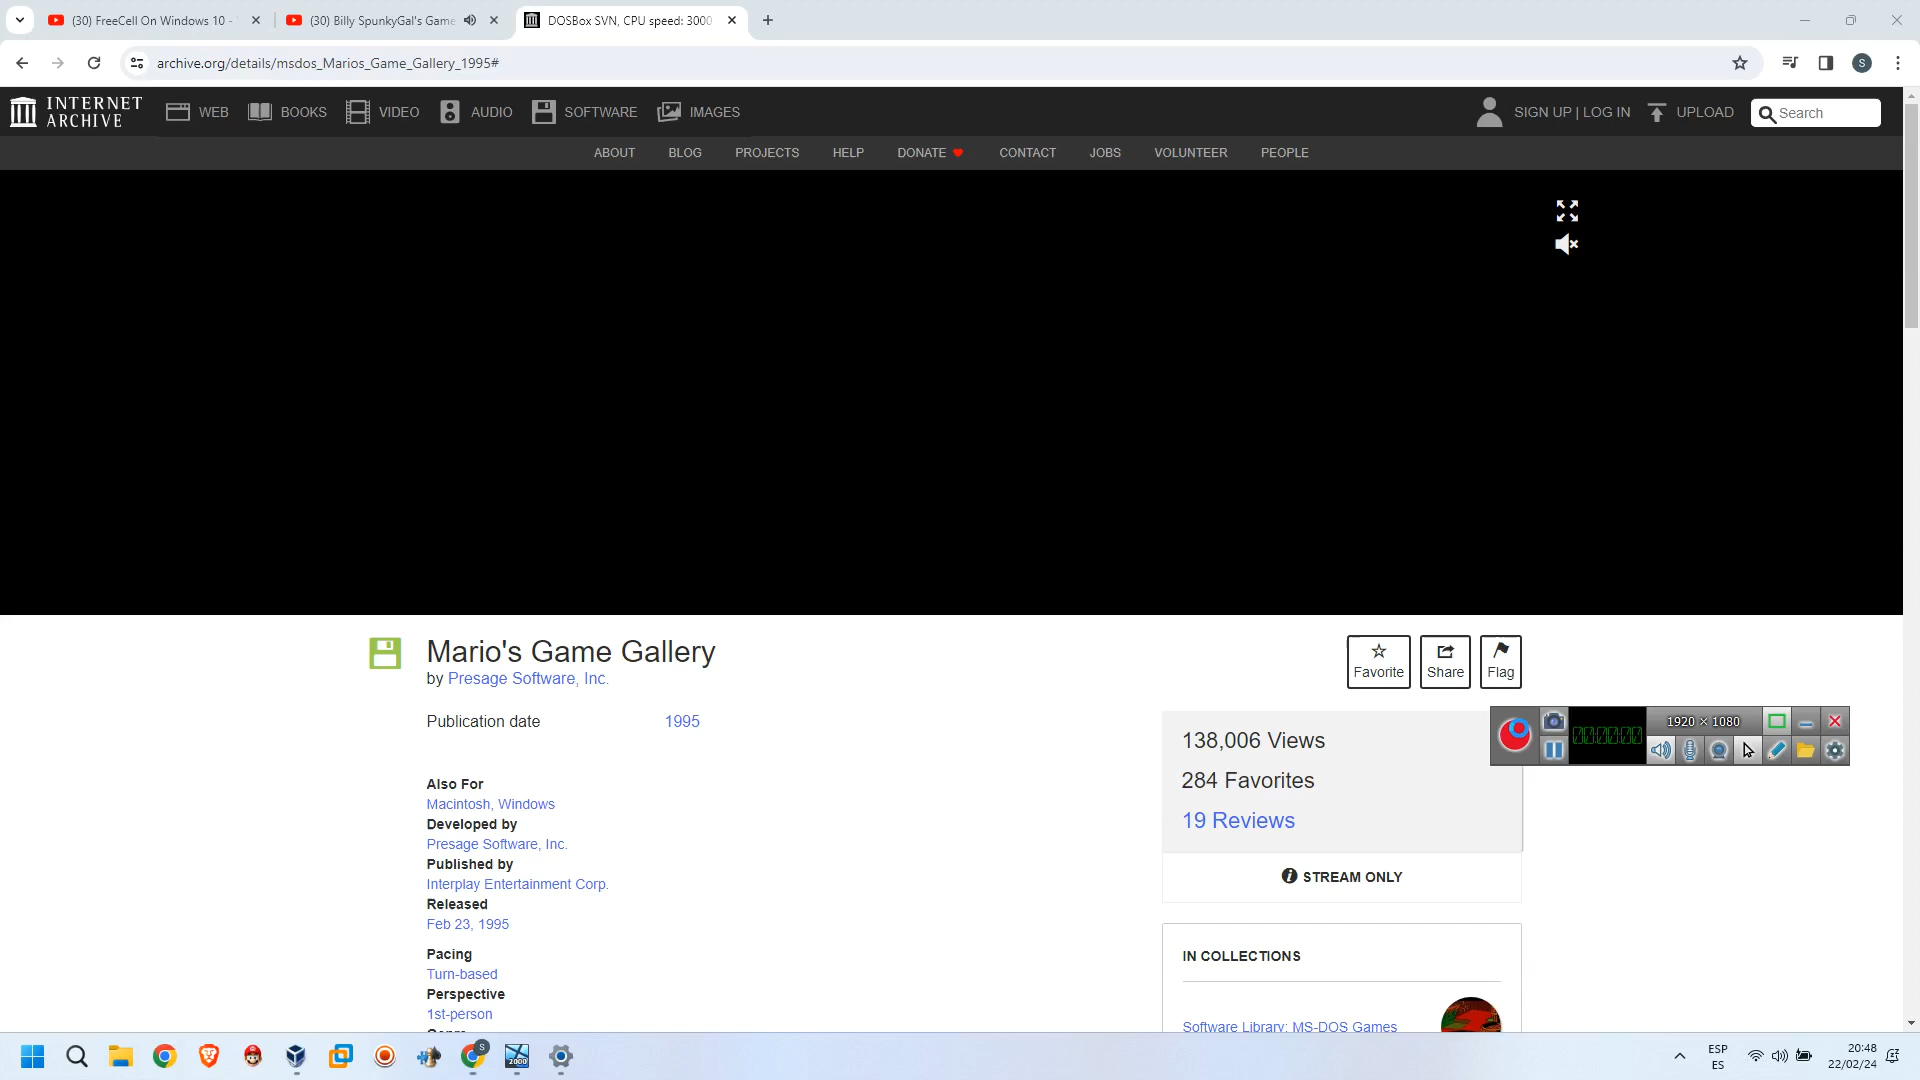 (30) FreeCell On Windows 10 -
(30) Billy SpunkyGal's Game
DOSBox SVN, CPU speed: 3000
archive.org/details/msdos_Marios_Game_Gallery_1995#
S
INTERNET ARCHIVE
WEB
BOOKS
VIDEO
AUDIO
SOFTWARE
IMAGES
SIGN UP | LOG IN
UPLOAD
Search
ABOUT
BLOG
PROJECTS
HELP
DONATE
CONTACT
JOBS
VOLUNTEER
PEOPLE
Mario's Game Gallery
by Presage Software, Inc.
Favorite
Share
Flag
Publication date 1995
138,006 Views
284 Favorites
19 Reviews
1920 × 1080
00:00:00
Also For
Macintosh, Windows
Developed by
Presage Software, Inc.
Published by
Interplay Entertainment Corp.
Released
Feb 23, 1995
STREAM ONLY
Pacing
Turn-based
Perspective
1st-person
IN COLLECTIONS
Software Library: MS-DOS Games
S
2000
ESP
ES
20:48
22/02/24